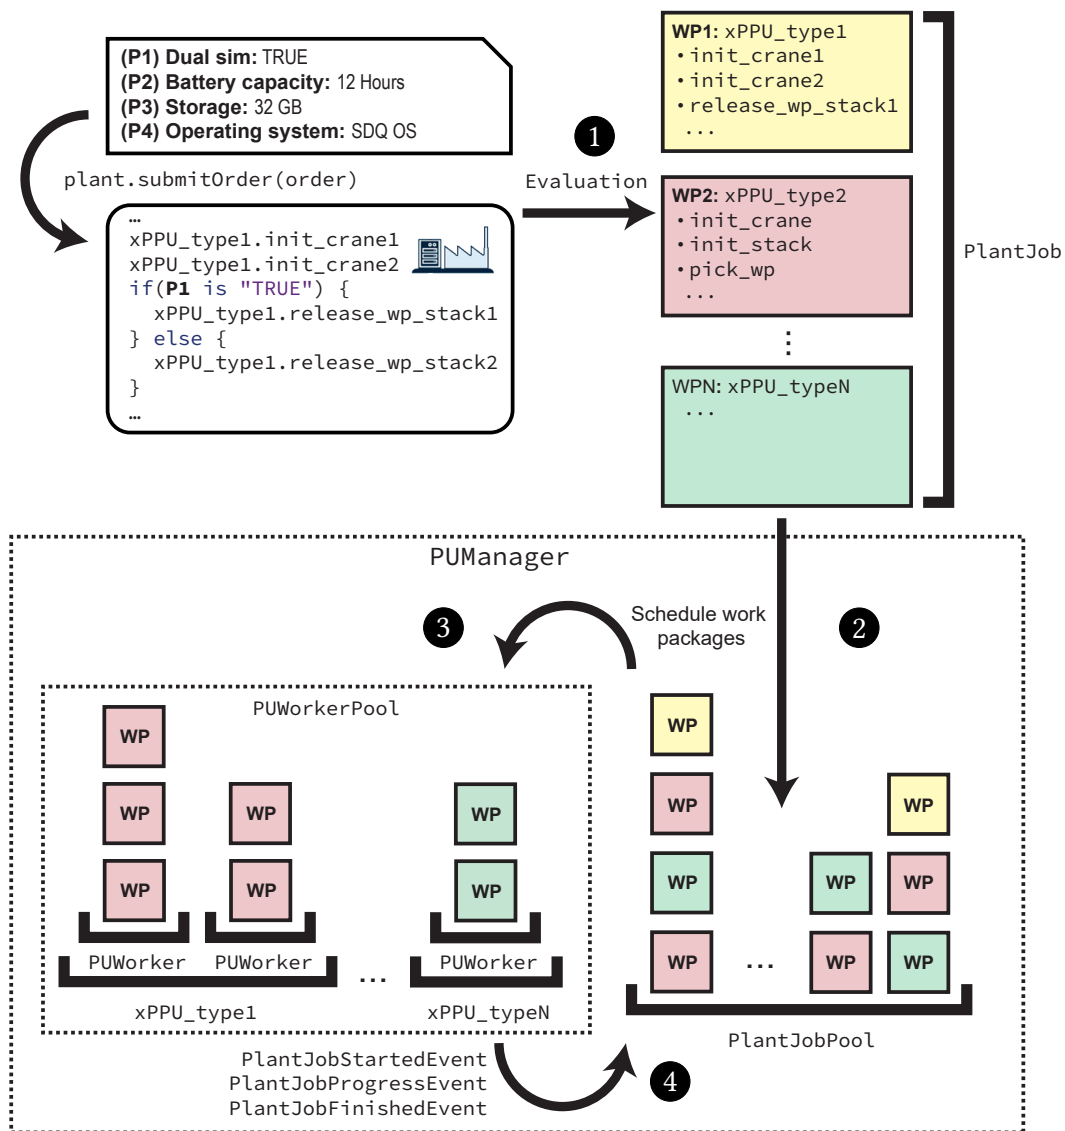 (P1) Dual sim: TRUE
(P2) Battery capacity: 12 Hours
(P3) Storage: 32 GB
(P4) Operating system: SDQ OS
plant.submitOrder(order)
…
xPPU_type1.init_crane1
xPPU_type1.init_crane2
if(P1 is "TRUE") {
xPPU_type1.release_wp_stack1
} else {
xPPU_type1.release_wp_stack2
}
…
1
Evaluation
WP1: xPPU_type1
• init_crane1
• init_crane2
• release_wp_stack1
...
WP2: xPPU_type2
• init_crane
• init_stack
• pick_wp
...
⋮
WPN: xPPU_typeN
...
PlantJob
PUManager
3
Schedule work
packages
2
PUWorkerPool
WP
WP
WP
WP
WP
WP
WP
PUWorker
PUWorker
...
PUWorker
xPPU_type1
xPPU_typeN
WP
WP
WP
WP
WP
WP
WP
WP
WP
...
WP
WP
PlantJobPool
PlantJobStartedEvent
PlantJobProgressEvent
PlantJobFinishedEvent
4